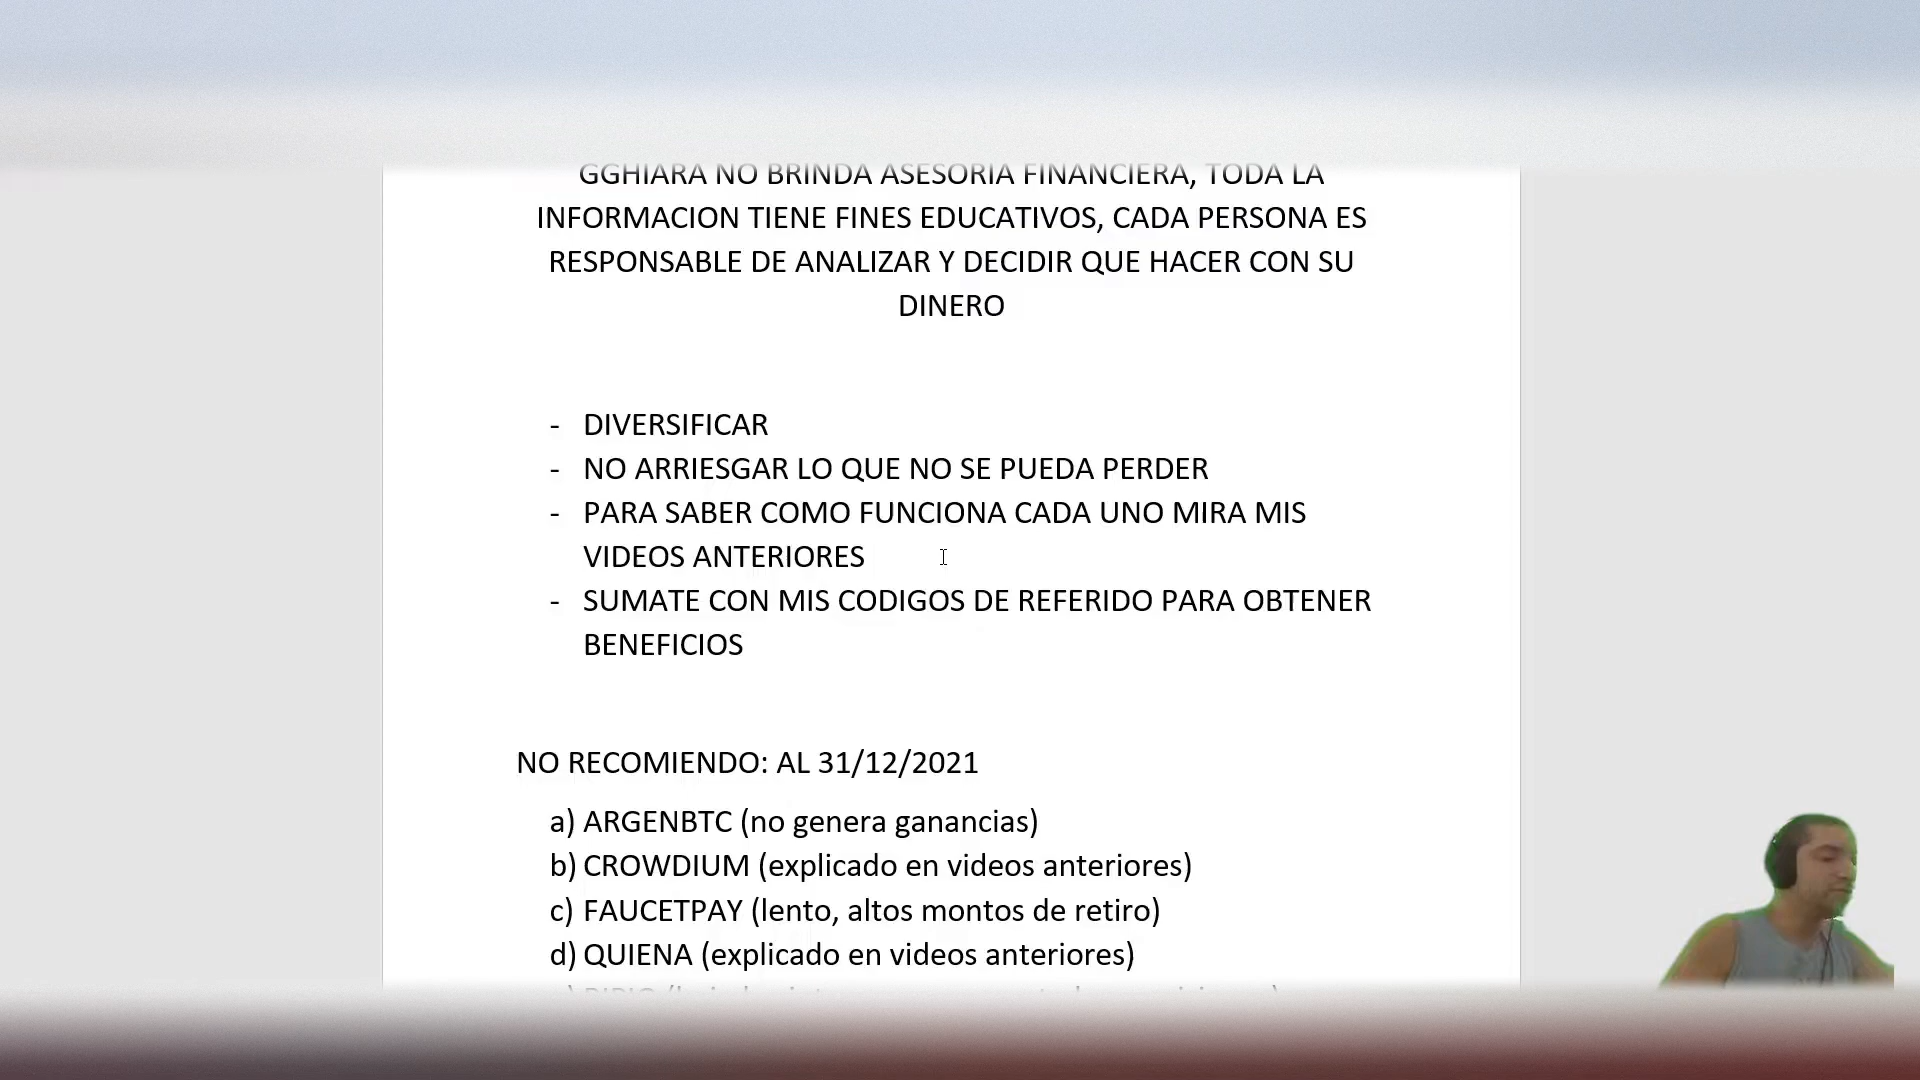 GGHIARA NO BRINDA ASESORIA FINANCIERA, TODA LA
INFORMACION TIENE FINES EDUCATIVOS, CADA PERSONA ES
RESPONSABLE DE ANALIZAR Y DECIDIR QUE HACER CON SU
DINERO
- DIVERSIFICAR
- NO ARRIESGAR LO QUE NO SE PUEDA PERDER
- PARA SABER COMO FUNCIONA CADA UNO MIRA MIS
VIDEOS ANTERIORES
- SUMATE CON MIS CODIGOS DE REFERIDO PARA OBTENER
BENEFICIOS
NO RECOMIENDO: AL 31/12/2021
a) ARGENBTC (no genera ganancias)
b) CROWDIUM (explicado en videos anteriores)
c) FAUCETPAY (lento, altos montos de retiro)
d) QUIENA (explicado en videos anteriores)